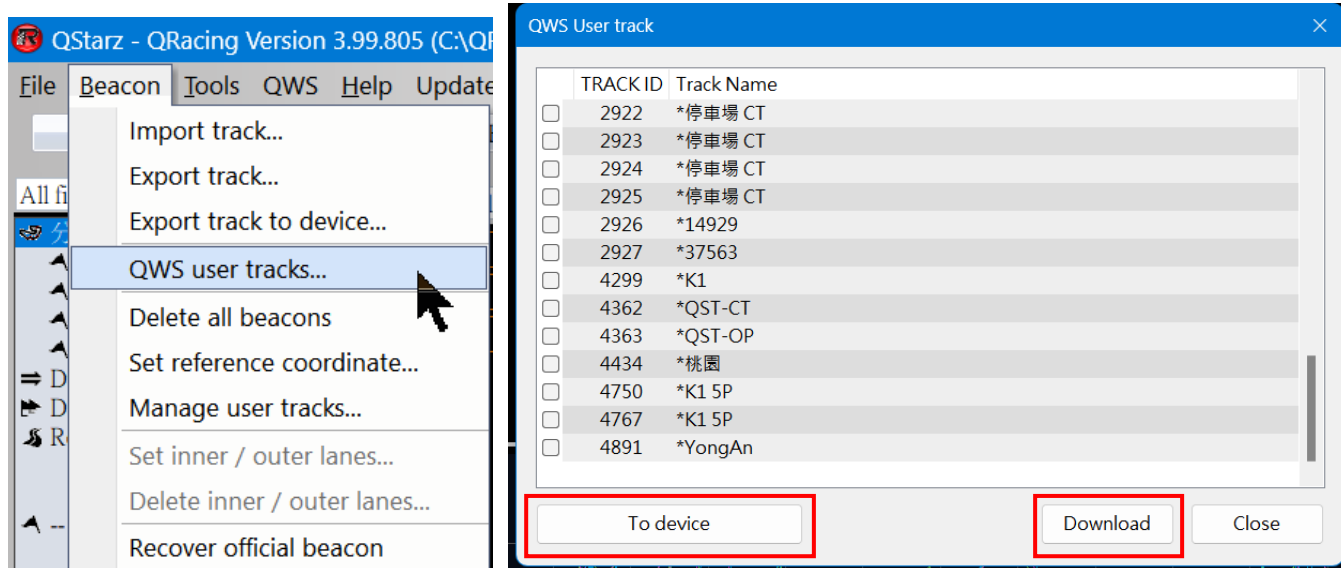 QStarz - QRacing Version 3.99.805 (C:\QF
File Beacon Tools QWS Help Update
Import track...
Export track...
All fi
Export track to device...
分
QWS user tracks...
Delete all beacons
Set reference coordinate...
D
Manage user tracks...
D
R
Set inner / outer lanes...
Delete inner / outer lanes...
--
Recover official beacon
QWS User track
TRACK ID Track Name
2922 *停車場 CT
2923 *停車場 CT
2924 *停車場 CT
2925 *停車場 CT
2926 *14929
2927 *37563
4299 *K1
4362 *QST-CT
4363 *QST-OP
4434 *桃園
4750 *K1 5P
4767 *K1 5P
4891 *YongAn
To device Download Close